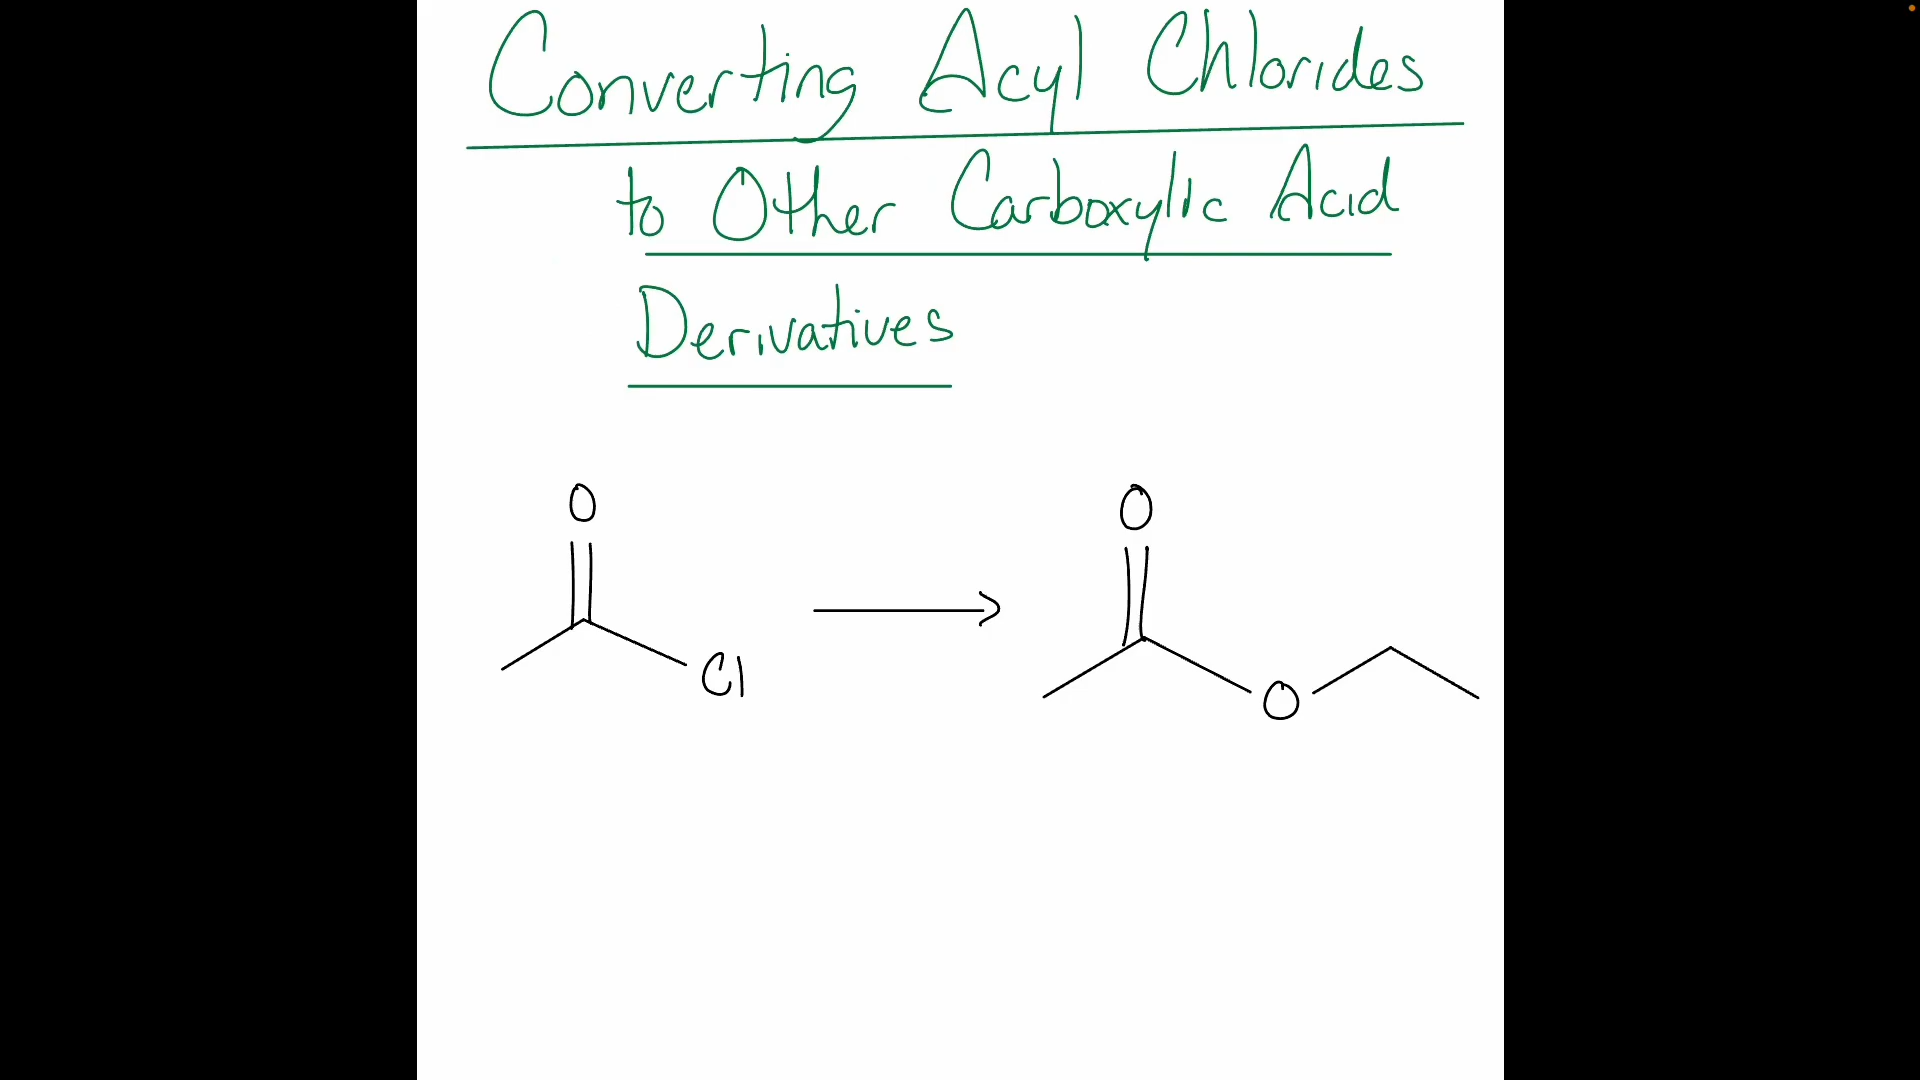 Converting Acyl Chlorides
to Other Carboxylic Acid
Derivatives
O O
Cl O